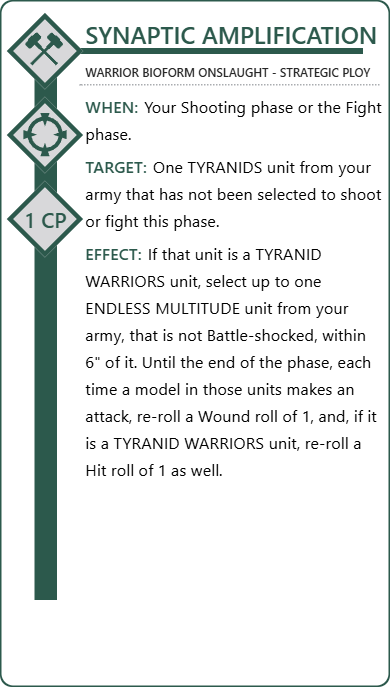 SYNAPTIC AMPLIFICATION
WARRIOR BIOFORM ONSLAUGHT - STRATEGIC PLOY
WHEN: Your Shooting phase or the Fight
phase.
TARGET: One TYRANIDS unit from your
army that has not been selected to shoot
or fight this phase.
1 CP
EFFECT: If that unit is a TYRANID
WARRIORS unit, select up to one
ENDLESS MULTITUDE unit from your
army, that is not Battle-shocked, within
6" of it. Until the end of the phase, each
time a model in those units makes an
attack, re-roll a Wound roll of 1, and, if it
is a TYRANID WARRIORS unit, re-roll a
Hit roll of 1 as well.